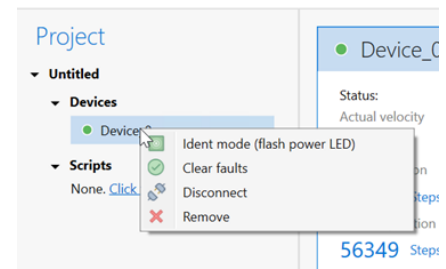 Project
Untitled
Devices
Device_0
Ident mode (flash power LED)
Clear faults
Disconnect
Remove
Scripts
None. Click
Device_0
Status:
Actual velocity
Steps
56349 Steps